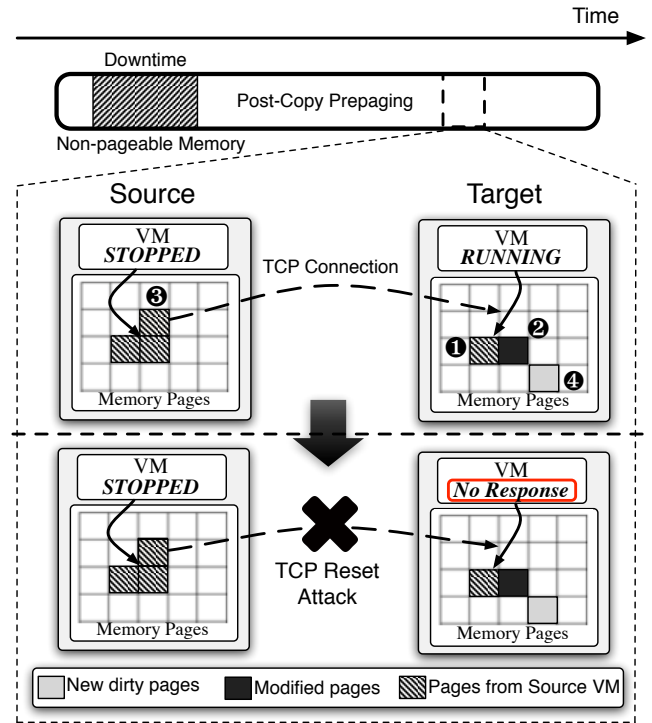 Time
Downtime
Post-Copy Prepaging
Non-pageable Memory
Source
Target
VM
STOPPED
VM
RUNNING
TCP Connection
❸
❶
❷
❹
Memory Pages
Memory Pages
VM
STOPPED
VM
No Response
TCP Reset
Attack
Memory Pages
Memory Pages
New dirty pages
Modified pages
Pages from Source VM